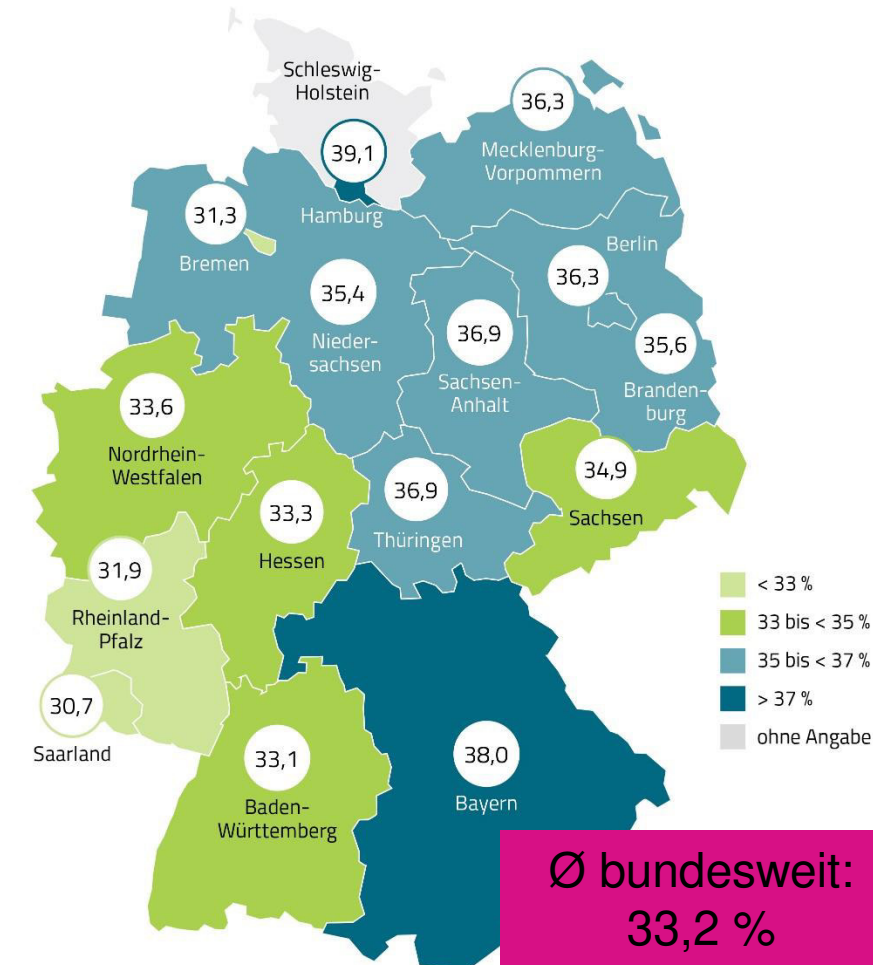 Schleswig-
Holstein
39,1
Hamburg
36,3
Mecklenburg-
Vorpommern
31,3
Bremen
35,4
Nieder-
sachsen
36,9
Sachsen-
Anhalt
Berlin
36,3
35,6
Branden-
burg
33,6
Nordrhein-
Westfalen
33,3
Hessen
36,9
Thüringen
34,9
Sachsen
31,9
Rheinland-
Pfalz
30,7
Saarland
33,1
Baden-
Württemberg
38,0
Bayern
< 33 %
33 bis < 35 %
35 bis < 37 %
> 37 %
ohne Angabe
Ø bundesweit:
33,2 %